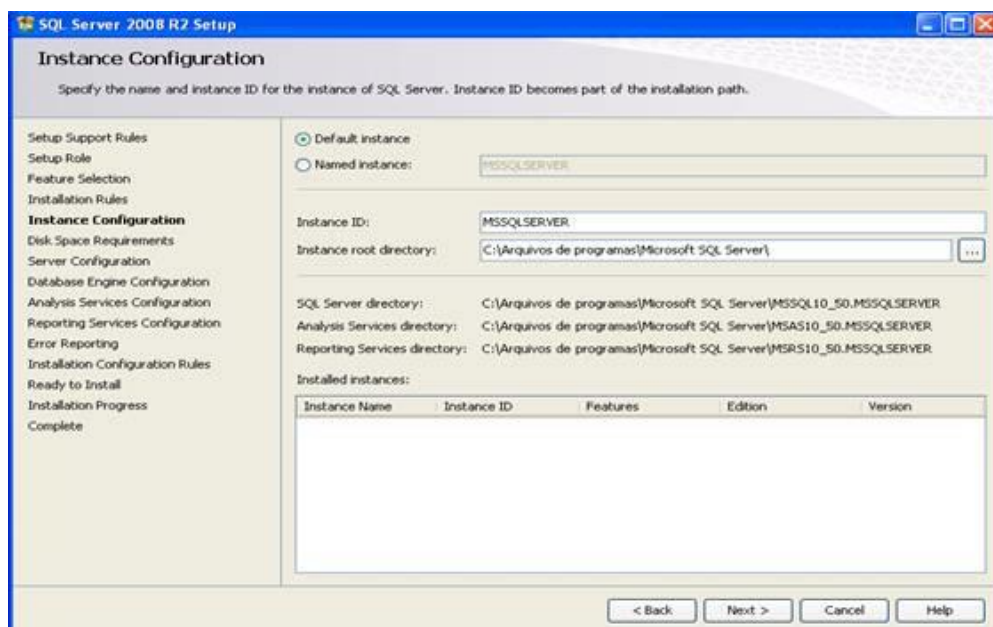 SQL Server 2008 R2 Setup
Instance Configuration
Specify the name and instance ID for the instance of SQL Server. Instance ID becomes part of the installation path.
Setup Support Rules
Setup Role
Feature Selection
Installation Rules
Instance Configuration
Disk Space Requirements
Server Configuration
Database Engine Configuration
Analysis Services Configuration
Reporting Services Configuration
Error Reporting
Installation Configuration Rules
Ready to Install
Installation Progress
Complete
Default instance
Named instance: MSSQLSERVER
Instance ID: MSSQLSERVER
Instance root directory: C:\Arquivos de programas\Microsoft SQL Server\ ...
SQL Server directory: C:\Arquivos de programas\Microsoft SQL Server\MSSQL10_50.MSSQLSERVER
Analysis Services directory: C:\Arquivos de programas\Microsoft SQL Server\MSAS10_50.MSSQLSERVER
Reporting Services directory: C:\Arquivos de programas\Microsoft SQL Server\MSRS10_50.MSSQLSERVER
Installed instances:
Instance Name Instance ID Features Edition Version
< Back Next > Cancel Help